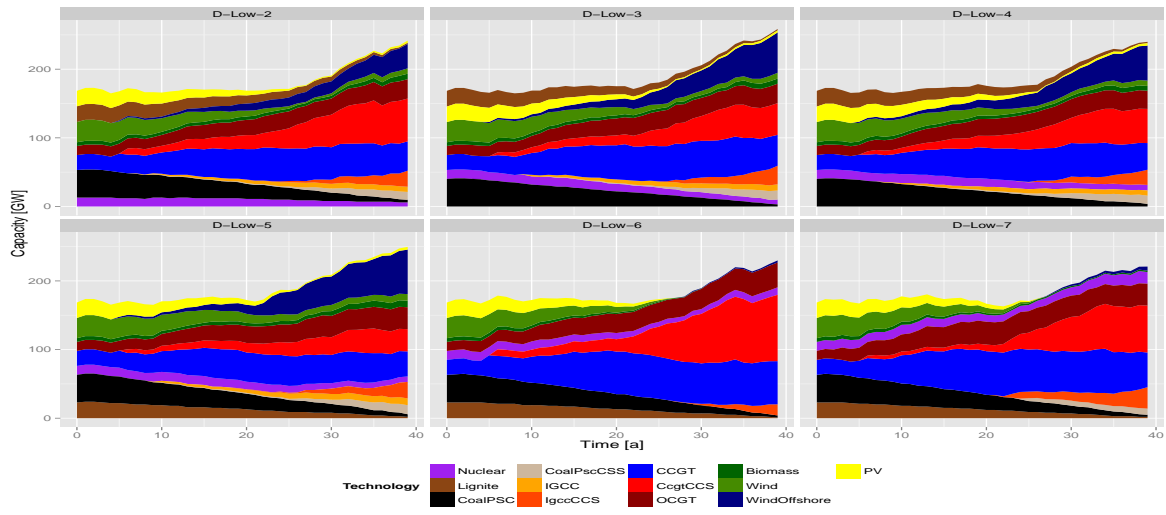 D-Low-2 D-Low-3 D-Low-4
200
100
0
Capacity [GW]
D-Low-5 D-Low-6 D-Low-7
200
100
0
0 10 20 30 40 0 10 20 30 40 0 10 20 30 40
Time [a]
Technology
Nuclear CoalPscCSS CCGT Biomass PV
Lignite IGCC CcgtCCS Wind
CoalPSC IgccCCS OCGT WindOffshore